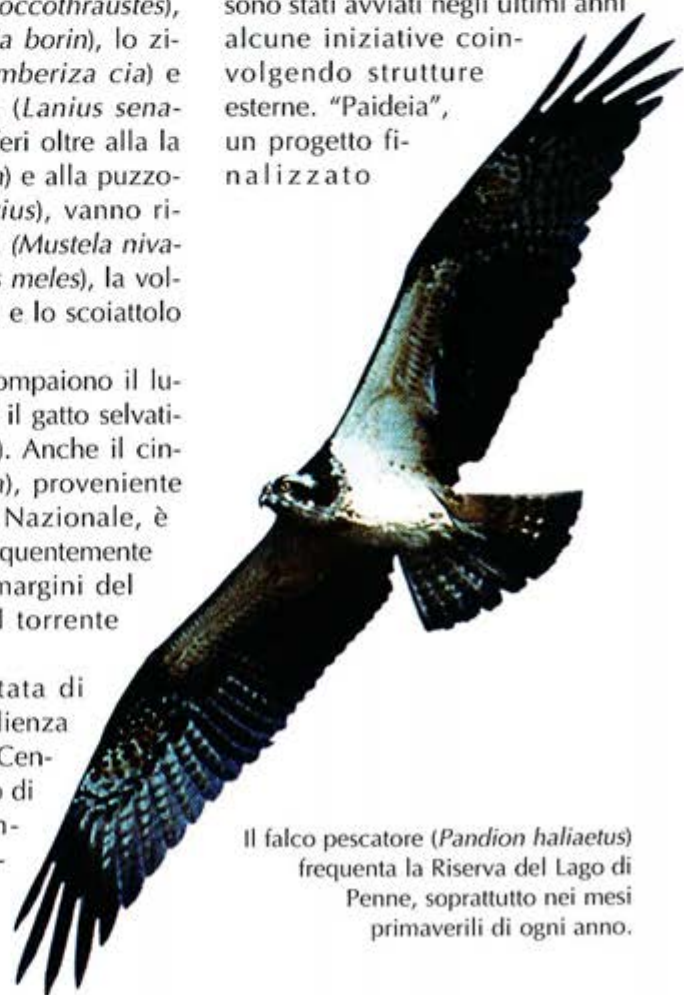 occothraustes),
a borin), lo zi-
mberiza cia) e
(Lanius sena-
eri oltre alla la
n) e alla puzzo-
ius), vanno ri-
(Mustela niva-
s meles), la vol-
e lo scoiattolo
ompaiono il lu-
il gatto selvati-
). Anche il cin-
n), proveniente
Nazionale, è
quentemente
margini del
l torrente
tata di
lienza
Cen-
o di
n-
-
sono stati avviati negli ultimi anni
alcune iniziative coin-
volgendo strutture
esterne. “Paideia”,
un progetto fi-
nalizzato
Il falco pescatore (Pandion haliaetus)
frequenta la Riserva del Lago di
Penne, soprattutto nei mesi
primaverili di ogni anno.